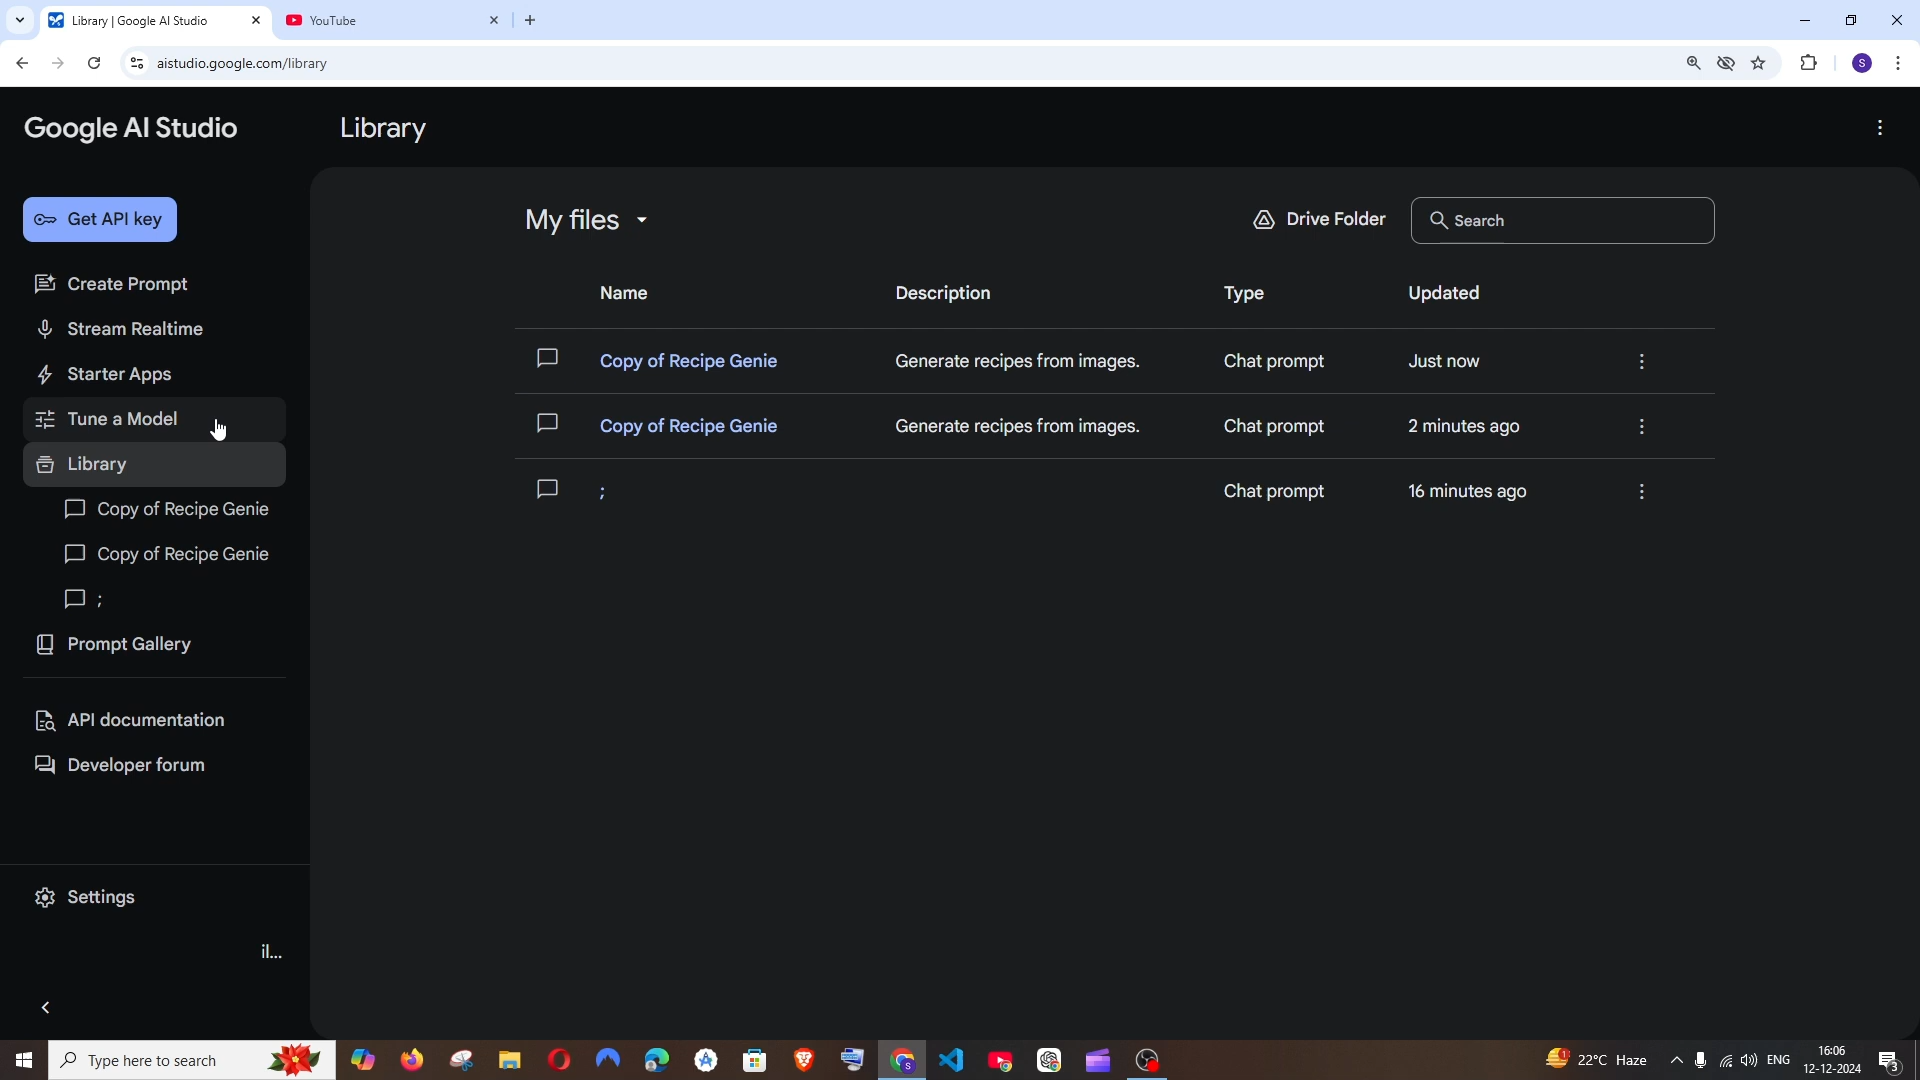 Library | Google AI Studio
YouTube
aistudio.google.com/library
S
Google AI Studio
Library
Get API key
Create Prompt
Stream Realtime
Starter Apps
Tune a Model
Library
Copy of Recipe Genie
Copy of Recipe Genie
;
Prompt Gallery
API documentation
Developer forum
Settings
il...
My files
Drive Folder
Search
Name Description Type Updated
Copy of Recipe Genie Generate recipes from images. Chat prompt Just now
Copy of Recipe Genie Generate recipes from images. Chat prompt 2 minutes ago
; Chat prompt 16 minutes ago
Type here to search
1
22°C Haze
ENG
16:06
12-12-2024
3